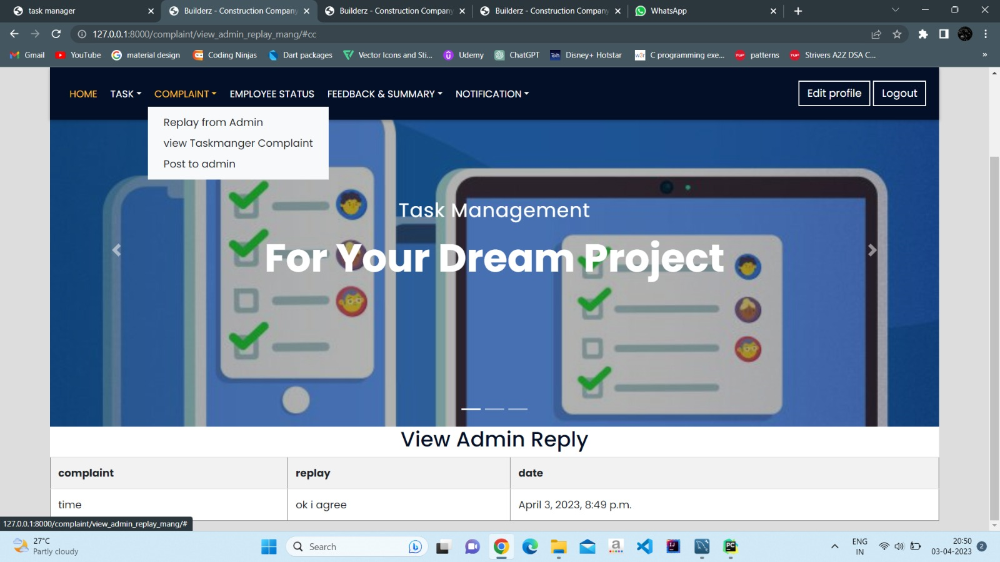 task manager
Builderz - Construction Company
Builderz - Construction Company
Builderz - Construction Company
WhatsApp
127.0.0.1:8000/complaint/view_admin_replay_mang/#cc
Gmail
YouTube
material design
Coding Ninjas
Dart packages
Vector Icons and Sti...
Udemy
ChatGPT
Disney+ Hotstar
C programming exe...
patterns
Strivers A2Z DSA C...
HOME
TASK
COMPLAINT
EMPLOYEE STATUS
FEEDBACK & SUMMARY
NOTIFICATION
Edit profile
Logout
Replay from Admin
view Taskmanger Complaint
Post to admin
Task Management
For Your Dream Project
View Admin Reply
complaint
replay
date
time
ok i agree
April 3, 2023, 8:49 p.m.
127.0.0.1:8000/complaint/view_admin_replay_mang/#
27°C
Partly cloudy
Search
ENG
IN
20:50
03-04-2023
2